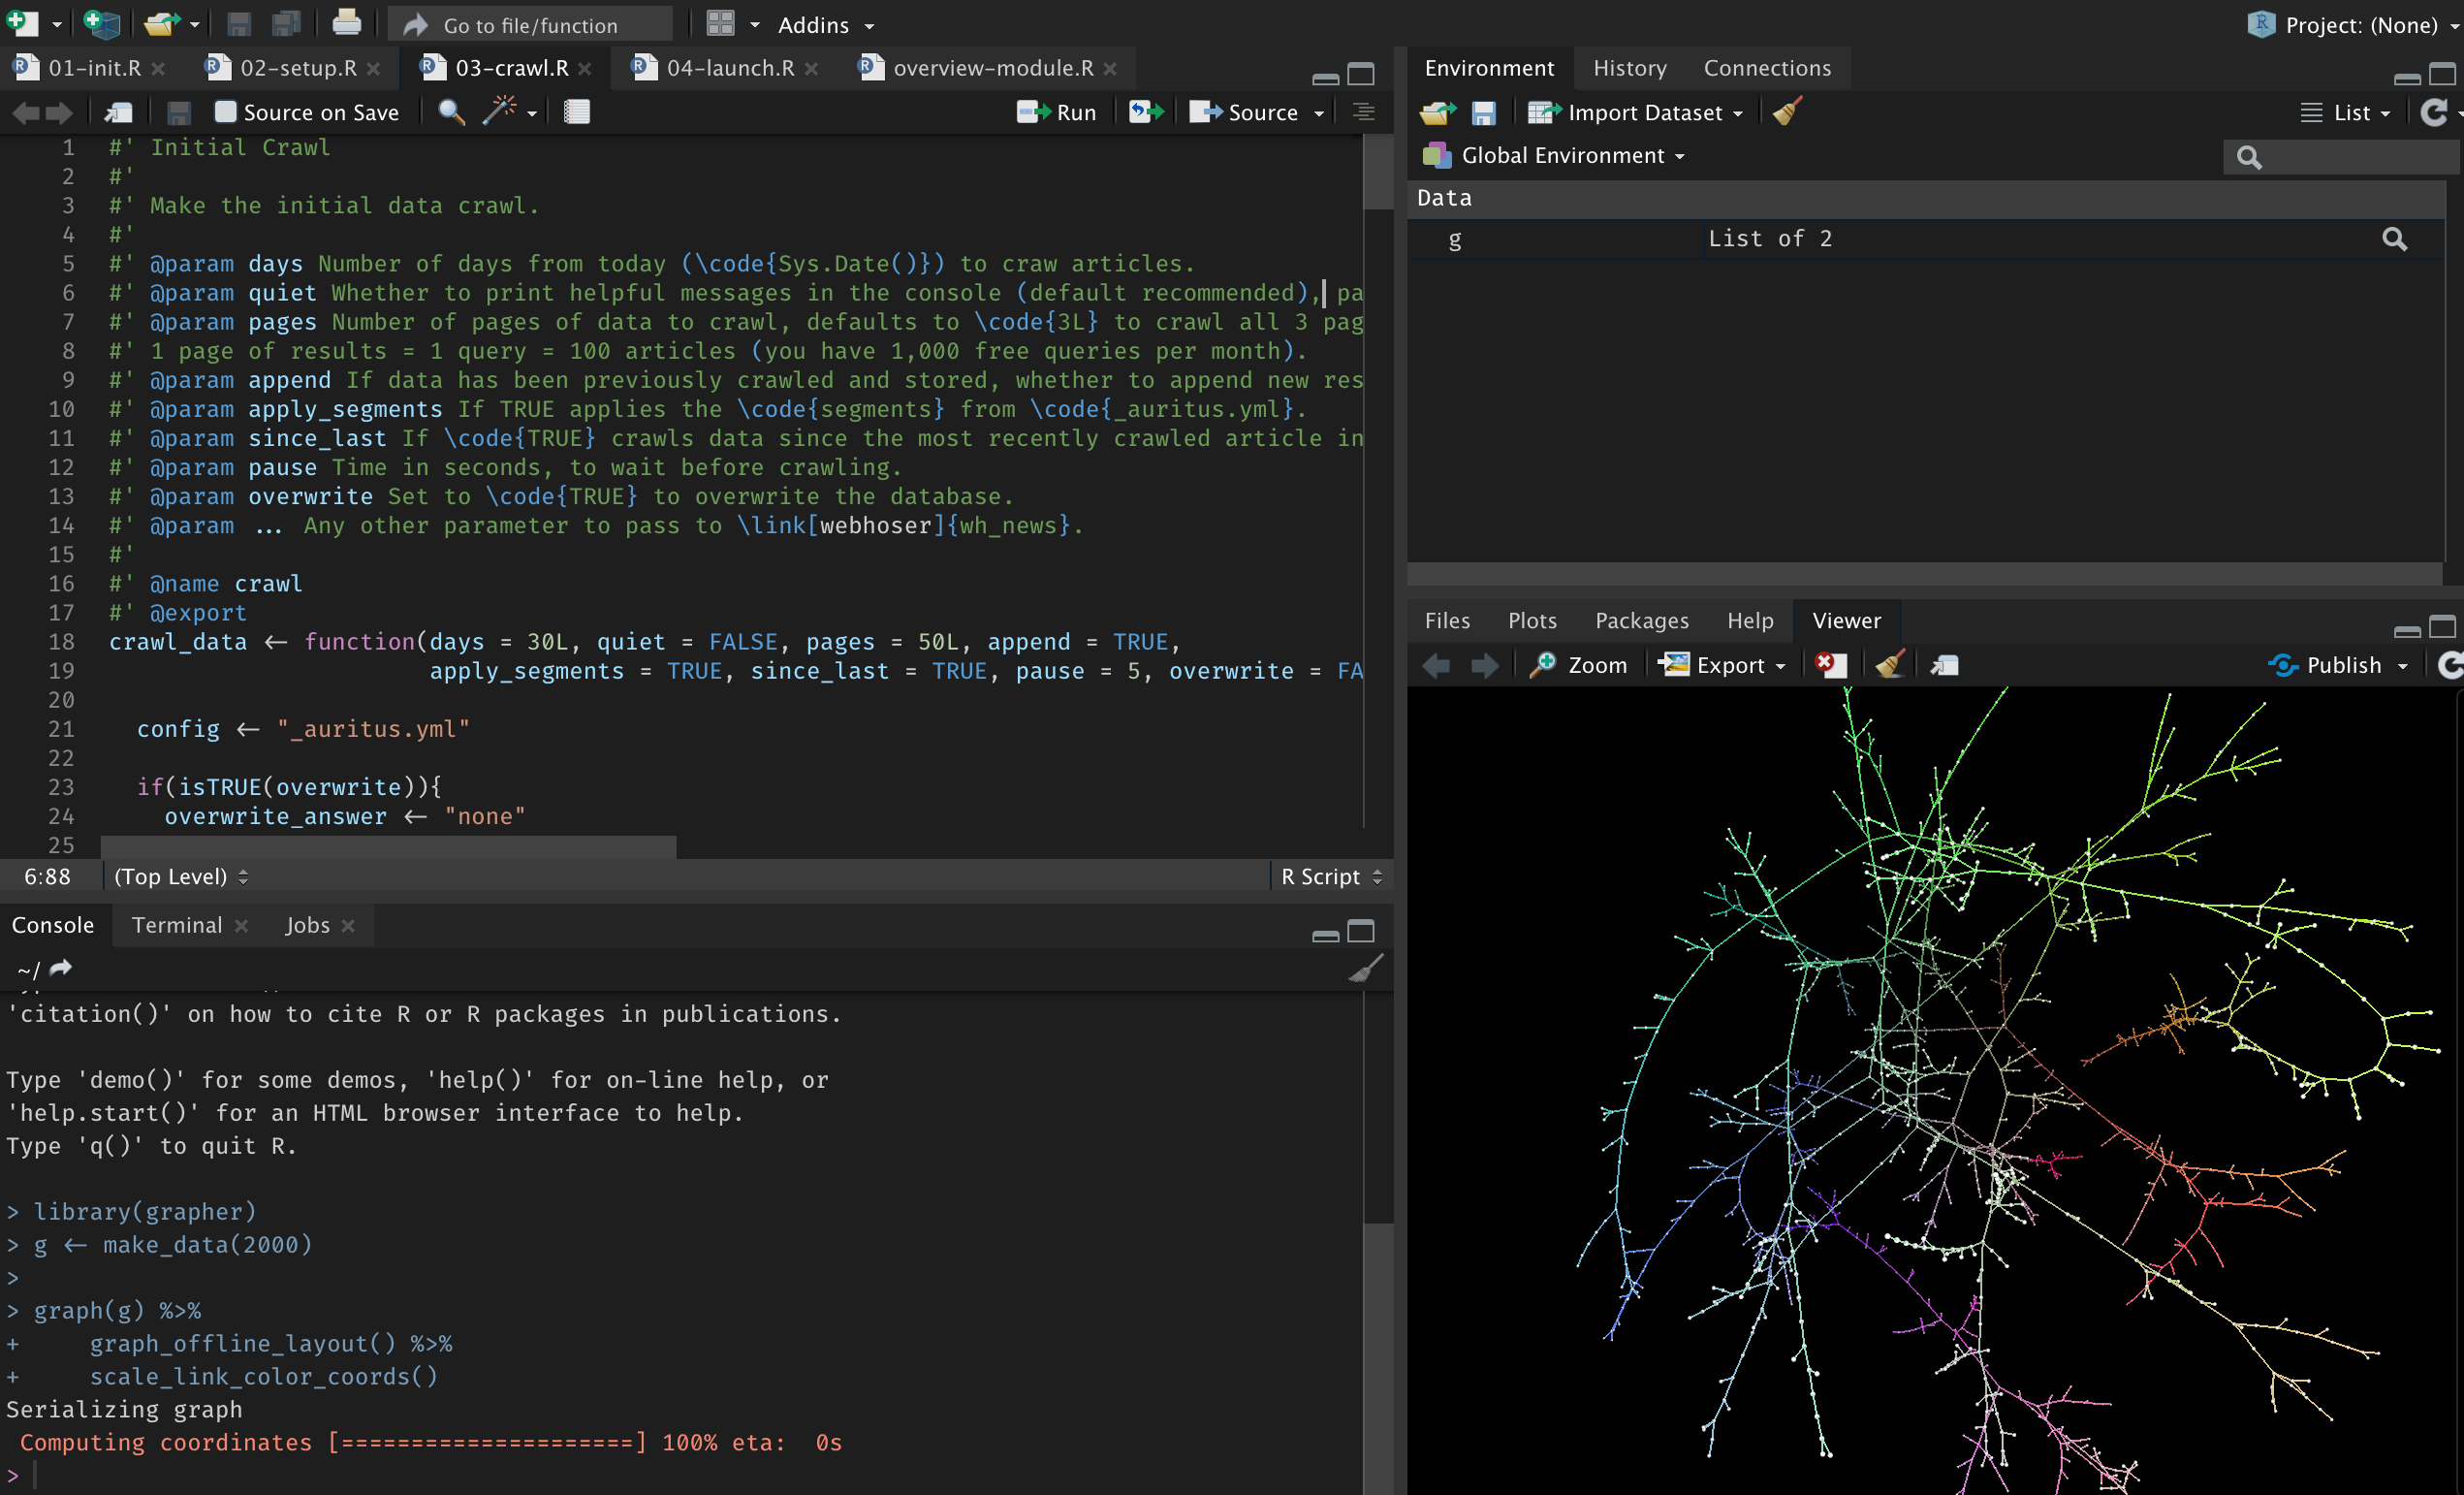 Go to file/function
Addins
Project: (None)
01-init.R
02-setup.R
03-crawl.R
04-launch.R
overview-module.R
Source on Save
Run
Source
1 #' Initial Crawl
2 #'
3 #' Make the initial data crawl.
4 #'
5 #' @param days Number of days from today (\code{Sys.Date()}) to craw articles.
6 #' @param quiet Whether to print helpful messages in the console (default recommended), pa
7 #' @param pages Number of pages of data to crawl, defaults to \code{3L} to crawl all 3 pag
8 #' 1 page of results = 1 query = 100 articles (you have 1,000 free queries per month).
9 #' @param append If data has been previously crawled and stored, whether to append new res
10 #' @param apply_segments If TRUE applies the \code{segments} from \code{_auritus.yml}.
11 #' @param since_last If \code{TRUE} crawls data since the most recently crawled article in
12 #' @param pause Time in seconds, to wait before crawling.
13 #' @param overwrite Set to \code{TRUE} to overwrite the database.
14 #' @param ... Any other parameter to pass to \link[webhoser]{wh_news}.
15 #'
16 #' @name crawl
17 #' @export
18 crawl_data <- function(days = 30L, quiet = FALSE, pages = 50L, append = TRUE,
19 apply_segments = TRUE, since_last = TRUE, pause = 5, overwrite = FA
20
21 config <- "_auritus.yml"
22
23 if(isTRUE(overwrite)){
24 overwrite_answer <- "none"
25
6:88 (Top Level) R Script
Console Terminal Jobs
~/
'citation()' on how to cite R or R packages in publications.
Type 'demo()' for some demos, 'help()' for on-line help, or
'help.start()' for an HTML browser interface to help.
Type 'q()' to quit R.
> library(grapher)
> g <- make_data(2000)
>
> graph(g) %>%
+ graph_offline_layout() %>%
+ scale_link_color_coords()
Serializing graph
Computing coordinates [=====================] 100% eta: 0s
>
Environment History Connections
Import Dataset
List
Global Environment
Data
g List of 2
Files Plots Packages Help Viewer
Zoom Export Publish